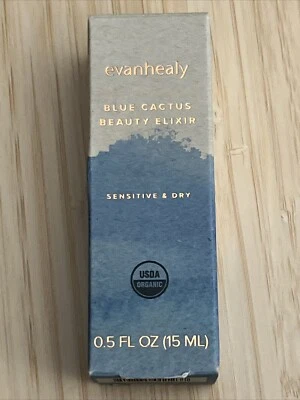 evanhealy
BLUE CACTUS
BEAUTY ELIXIR
SENSITIVE & DRY
USDA
ORGANIC
0.5 FL OZ (15 ML)